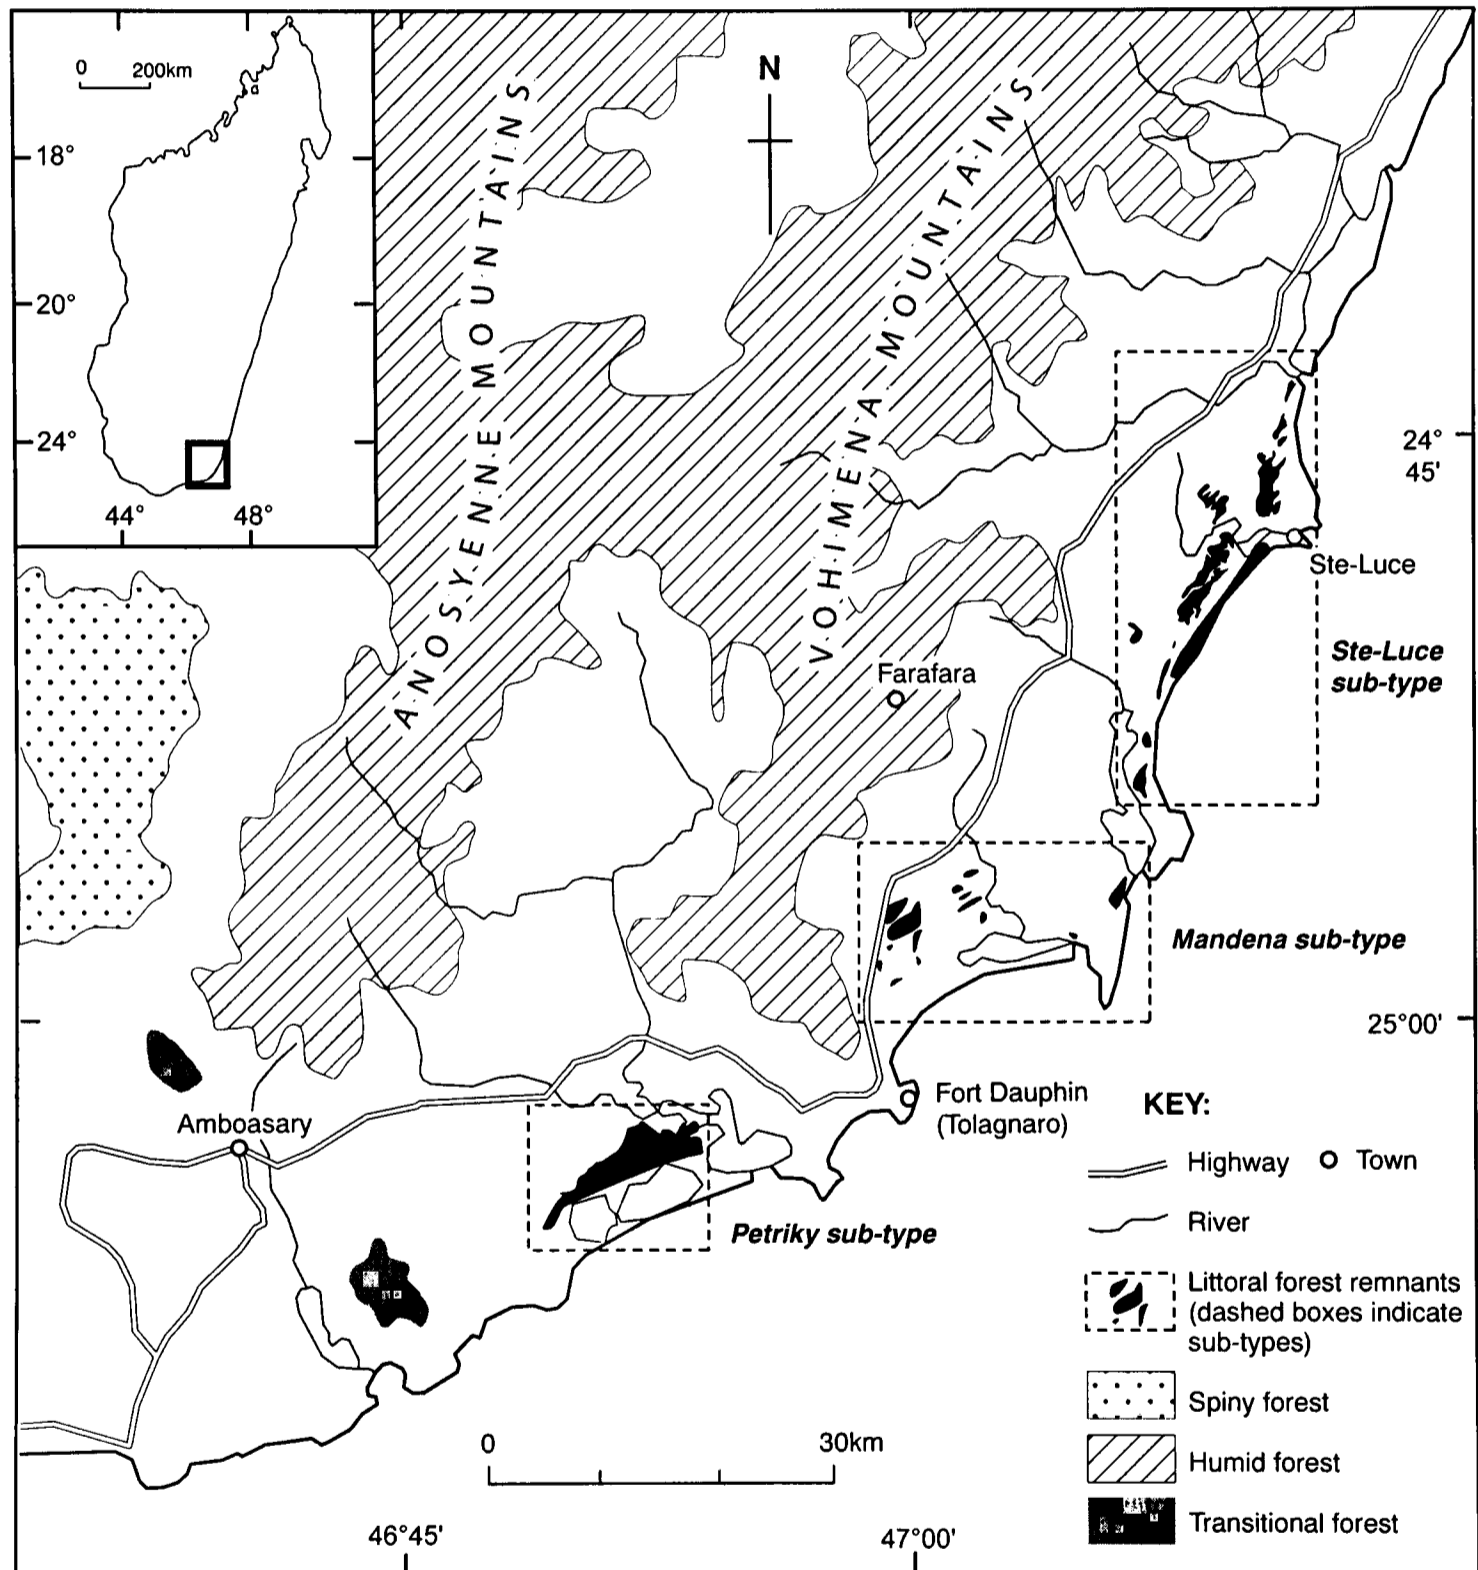 0 200km
18°
20°
24°
44° 48°
N
ANOSYENNE MOUNTAINS
VOHIMENA MOUNTAINS
24°
45'
Ste-Luce
Ste-Luce
sub-type
Farafara
Mandena sub-type
25°00'
Fort Dauphin
(Tolagnaro)
Amboasary
Petriky sub-type
KEY:
Highway Town
River
Littoral forest remnants
(dashed boxes indicate
sub-types)
Spiny forest
Humid forest
Transitional forest
0 30km
46°45' 47°00'